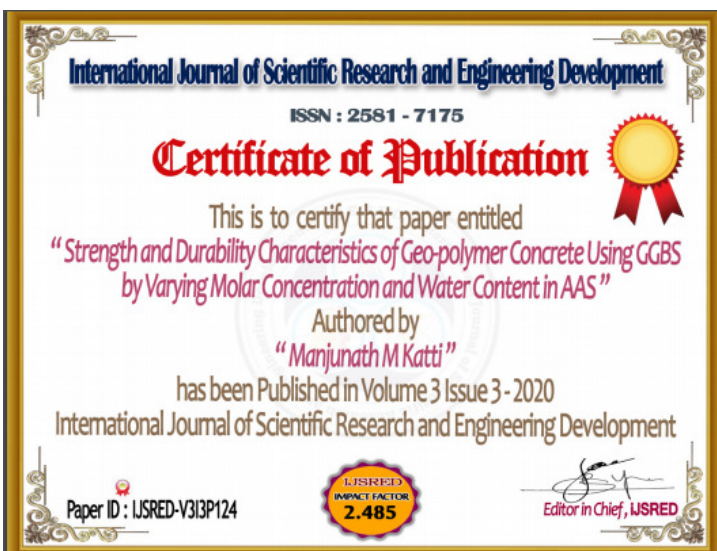 International Journal of Scientific Research and Engineering Development
ISSN : 2581 - 7175
Certificate of Publication
This is to certify that paper entitled
“ Strength and Durability Characteristics of Geo-polymer Concrete Using GGBS
by Varying Molar Concentration and Water Content in AAS ”
Authored by
“ Manjunath M Katti ”
has been Published in Volume 3 Issue 3 - 2020
International Journal of Scientific Research and Engineering Development
Paper ID : IJSRED-V3I3P124
IJSRED
IMPACT FACTOR
2.485
Editor in Chief , IJSRED